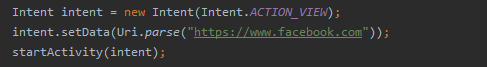 Intent intent = new Intent(Intent.ACTION_VIEW);
intent.setData(Uri.parse("https://www.facebook.com"));
startActivity(intent);